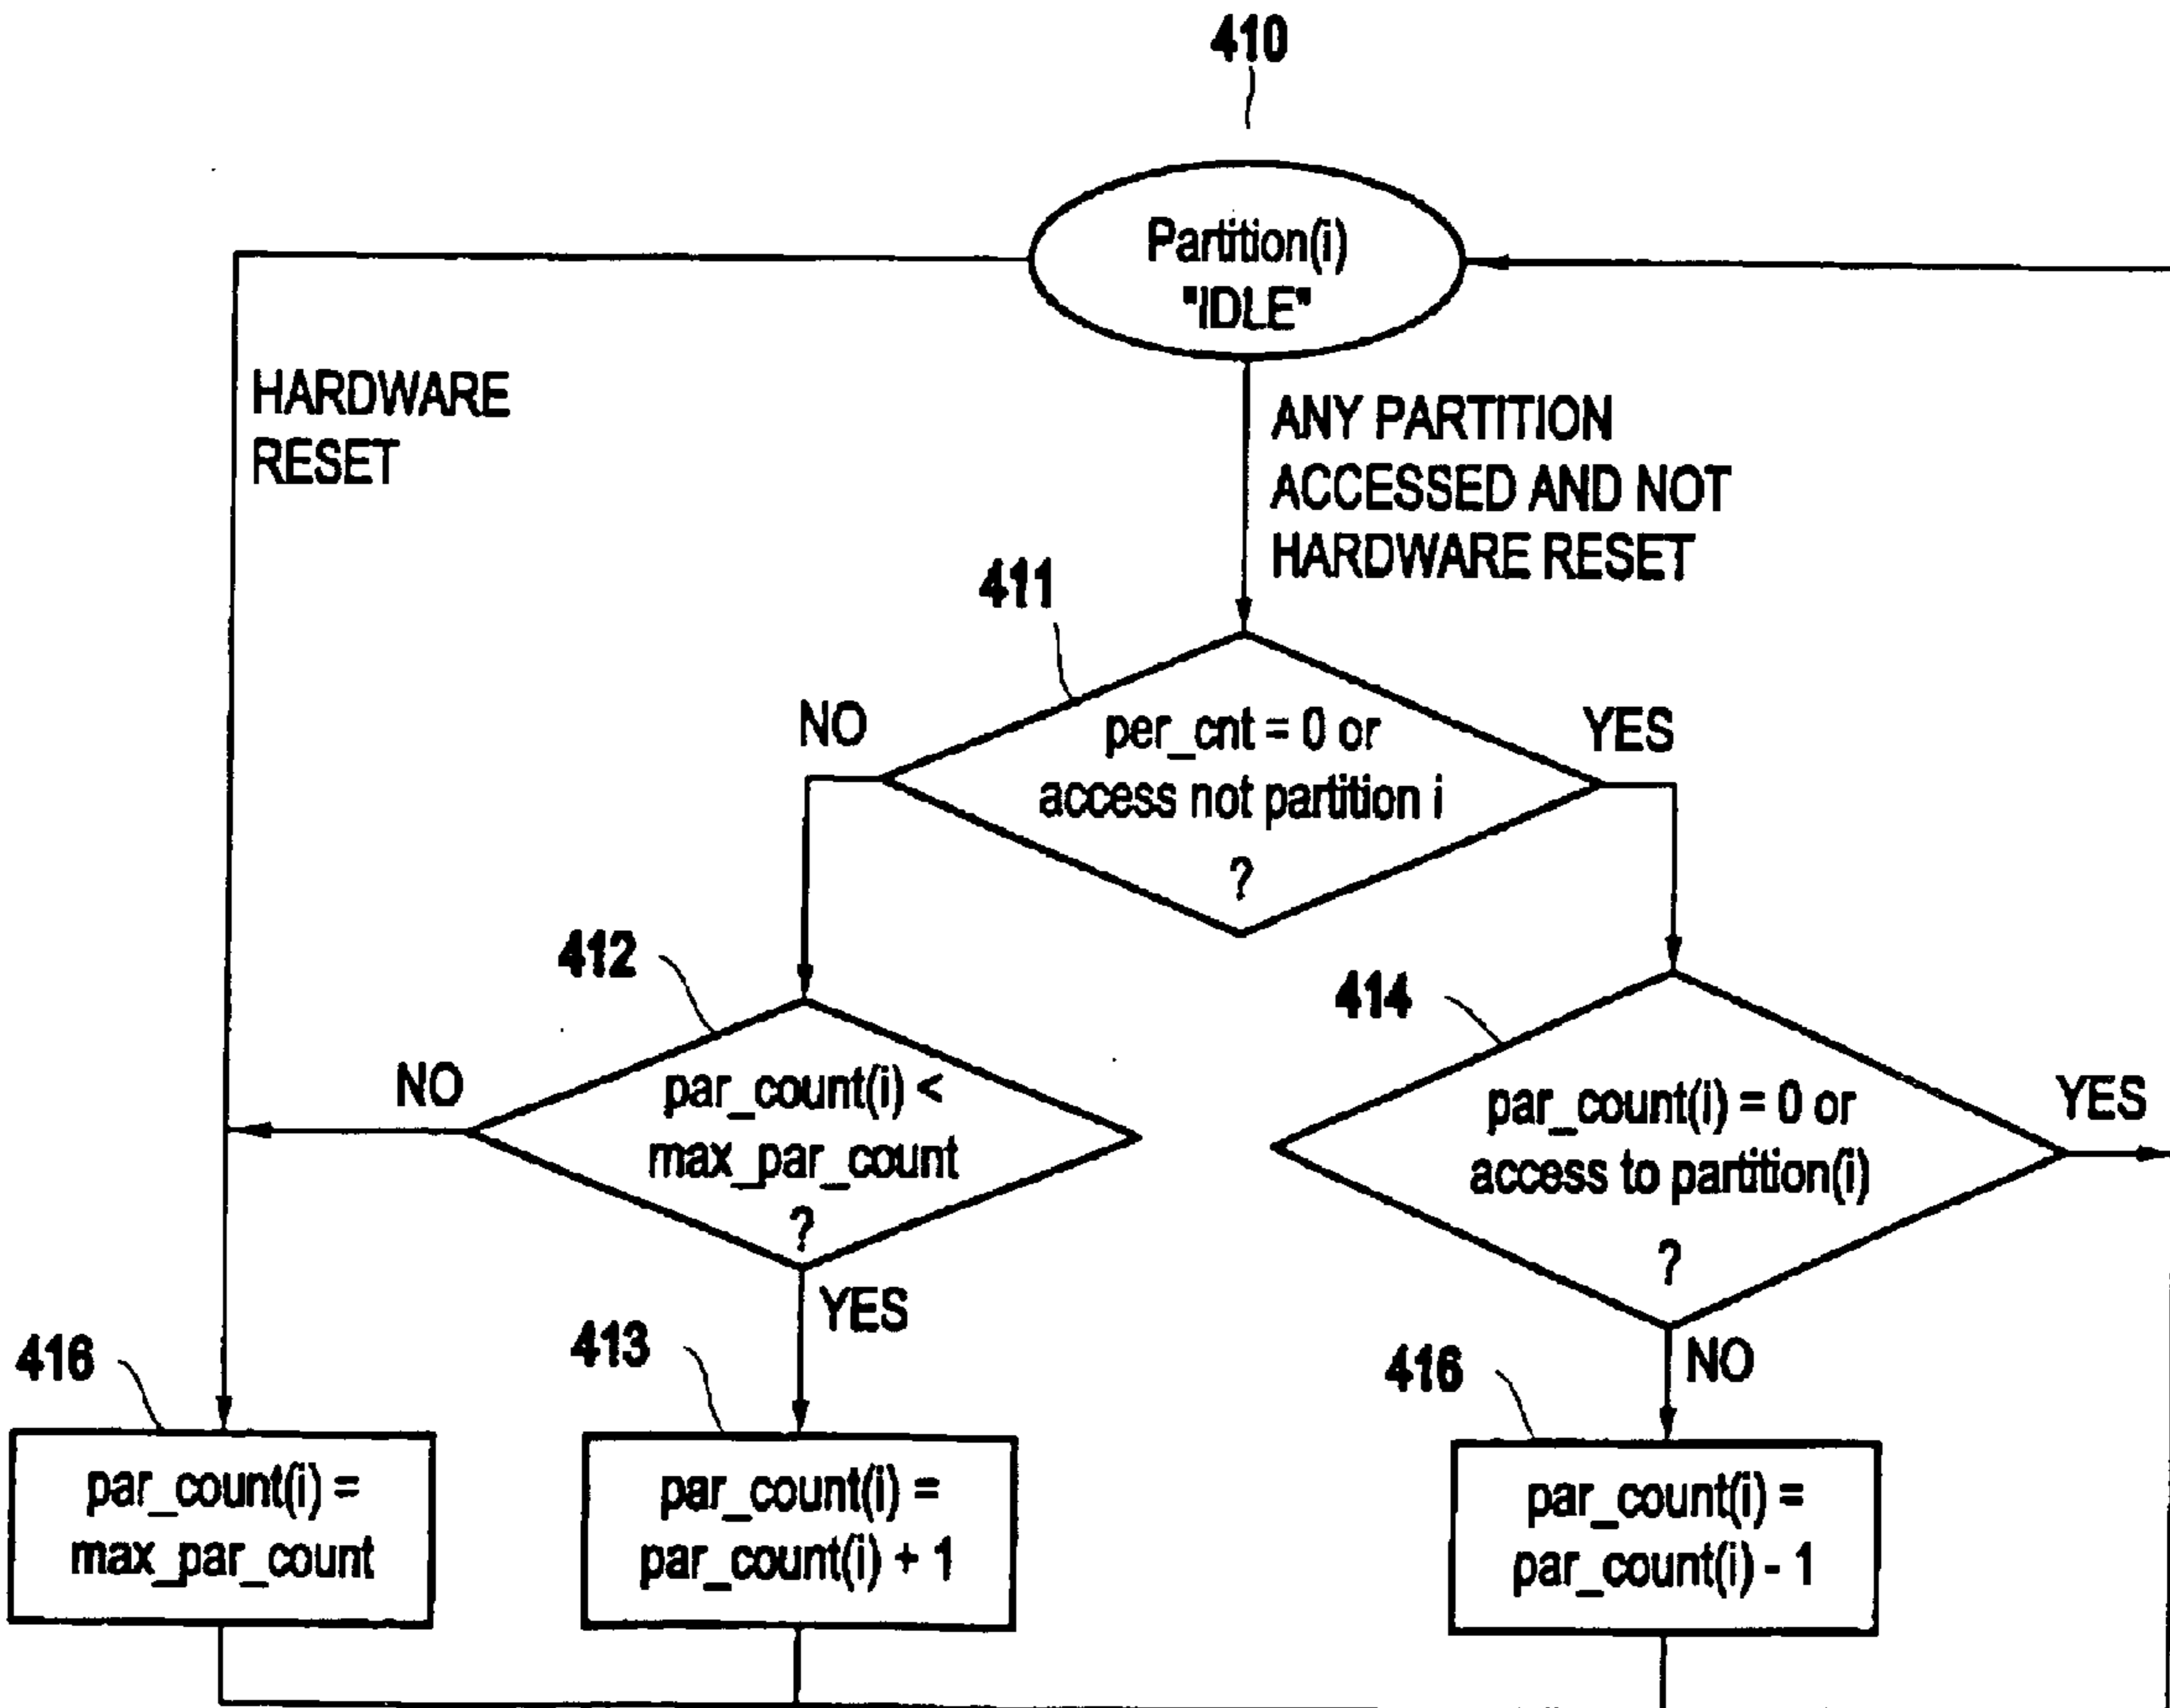 410
Partition(i)
"IDLE"
HARDWARE
RESET
ANY PARTITION
ACCESSED AND NOT
HARDWARE RESET
411
NO
per_cnt = 0 or
access not partition i
?
YES
412
NO
par_count(i) <
max_par_count
?
YES
414
par_count(i) = 0 or
access to partition(i)
?
YES
NO
416
par_count(i) =
max_par_count
413
par_count(i) =
par_count(i) + 1
416
par_count(i) =
par_count(i) - 1